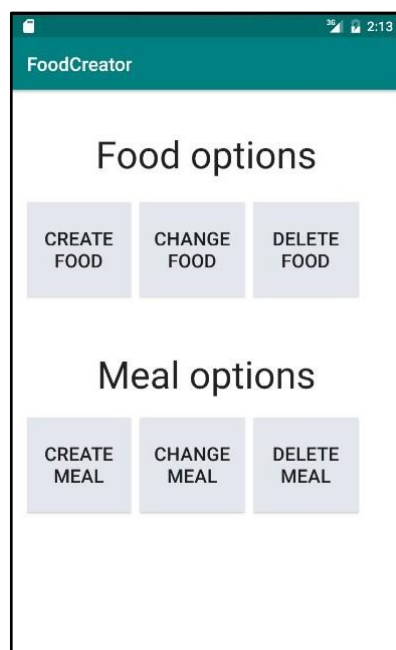 3G 2:13
FoodCreator
Food options
CREATE FOOD
CHANGE FOOD
DELETE FOOD
Meal options
CREATE MEAL
CHANGE MEAL
DELETE MEAL